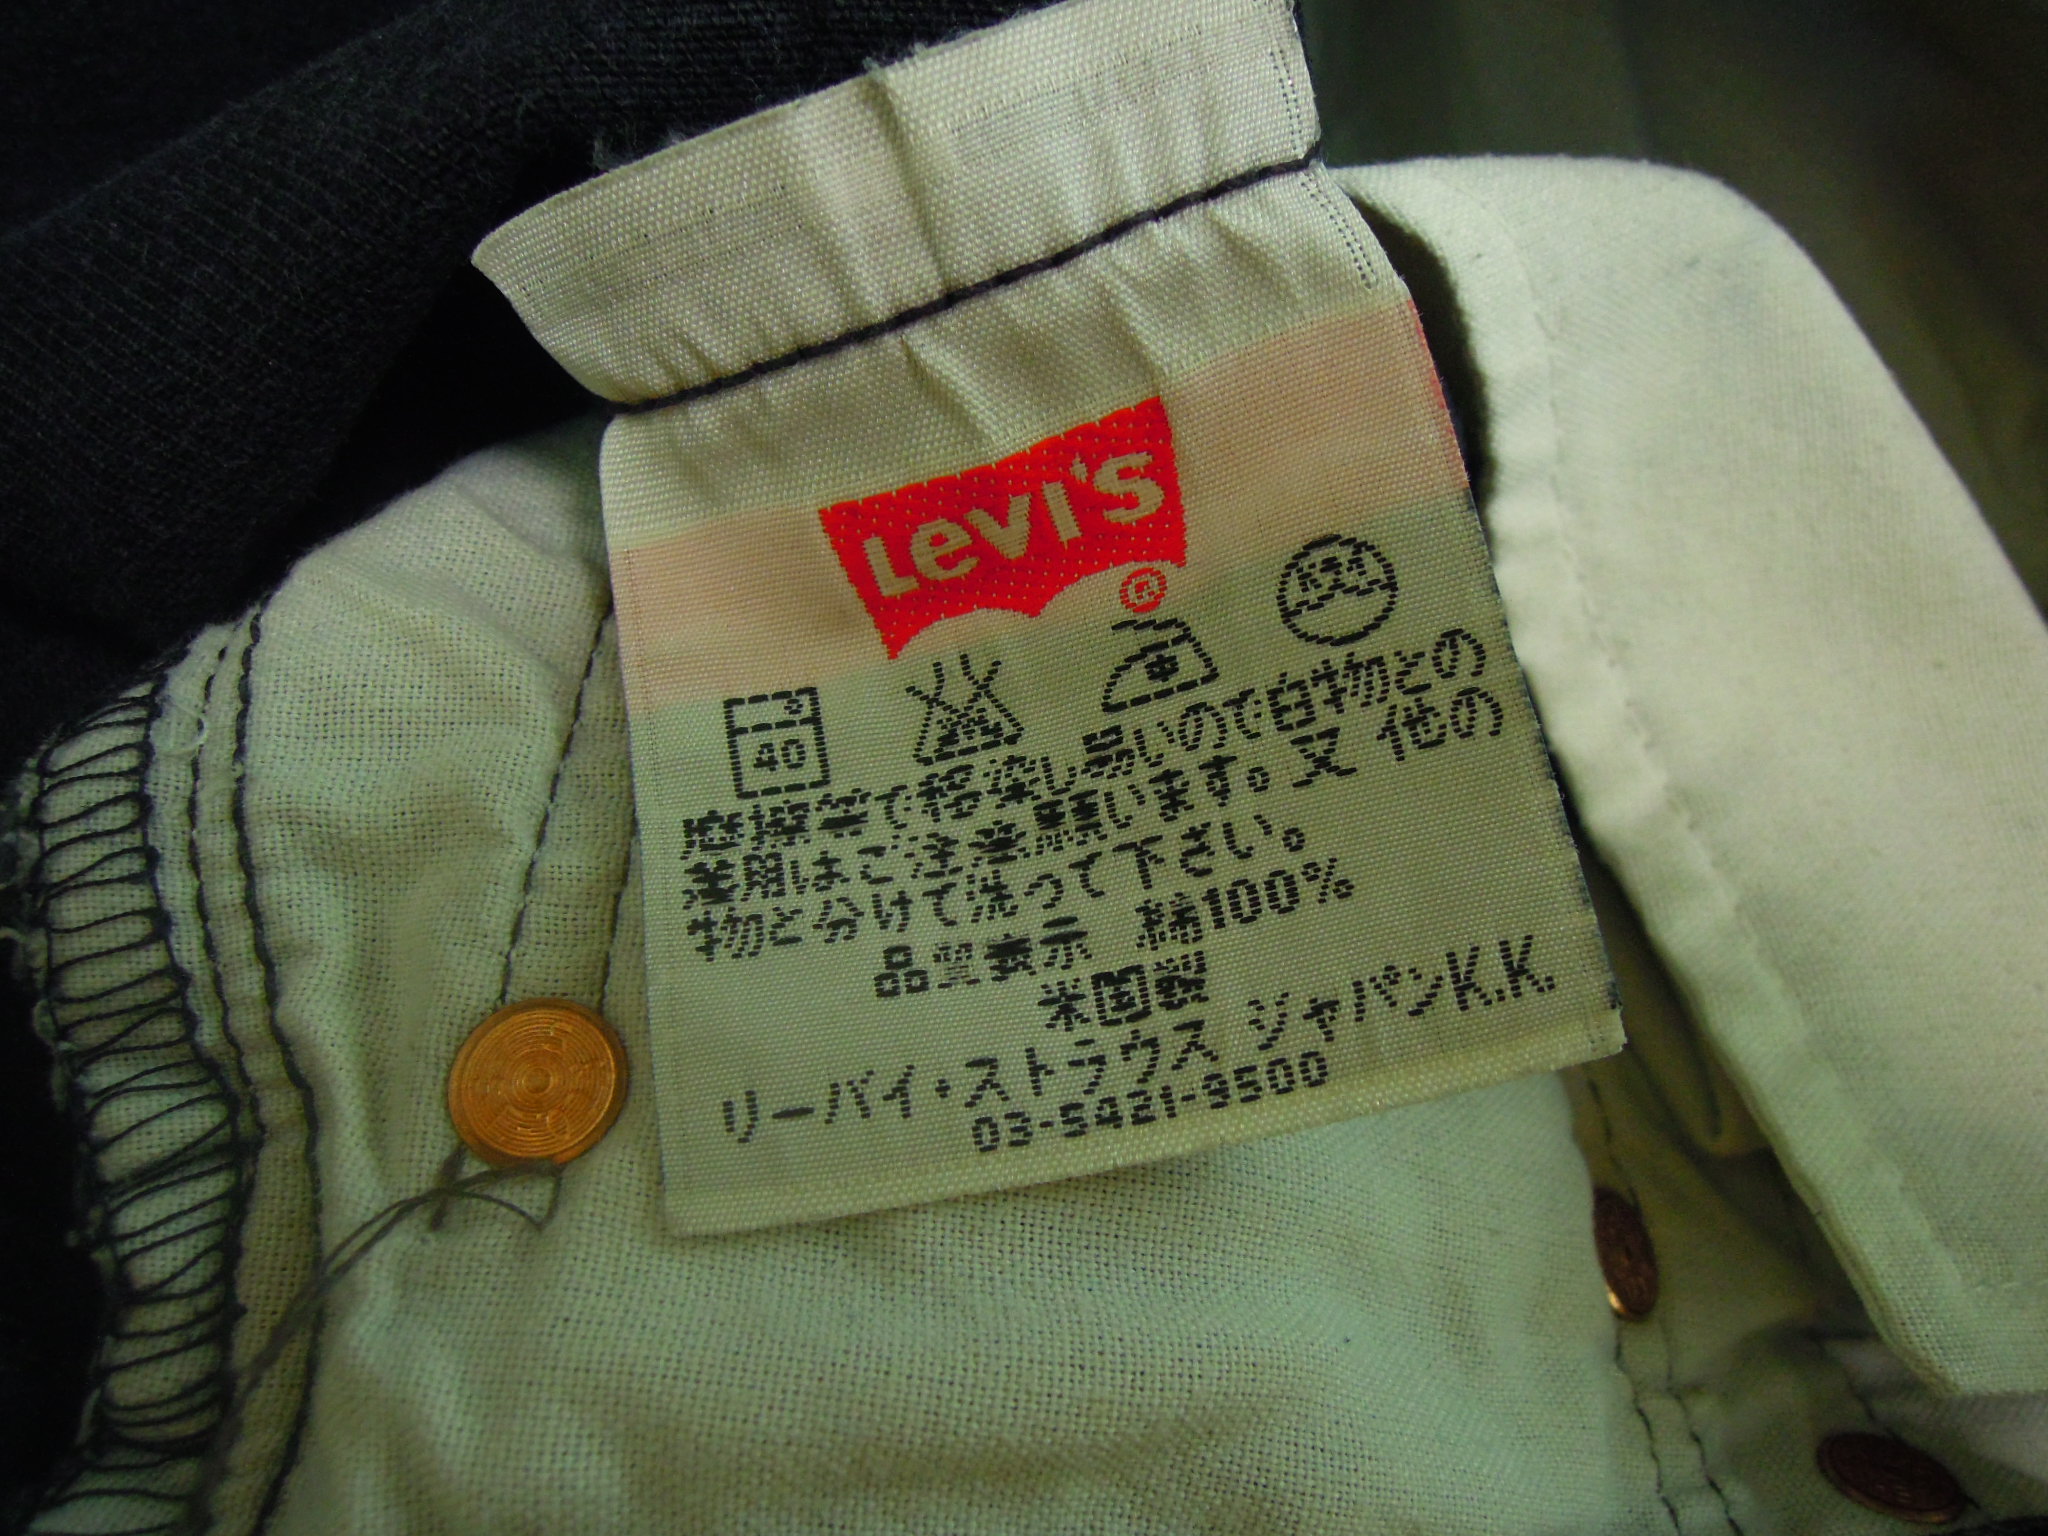 Levi's ®
40
摩擦等で移染し易いので白物との
着用はご注意願います。又 他の
物と分けて洗って下さい。
品質表示 綿100%
米国製
リーバイ・ストラウス ジャパンK.K.
03-5421-9500